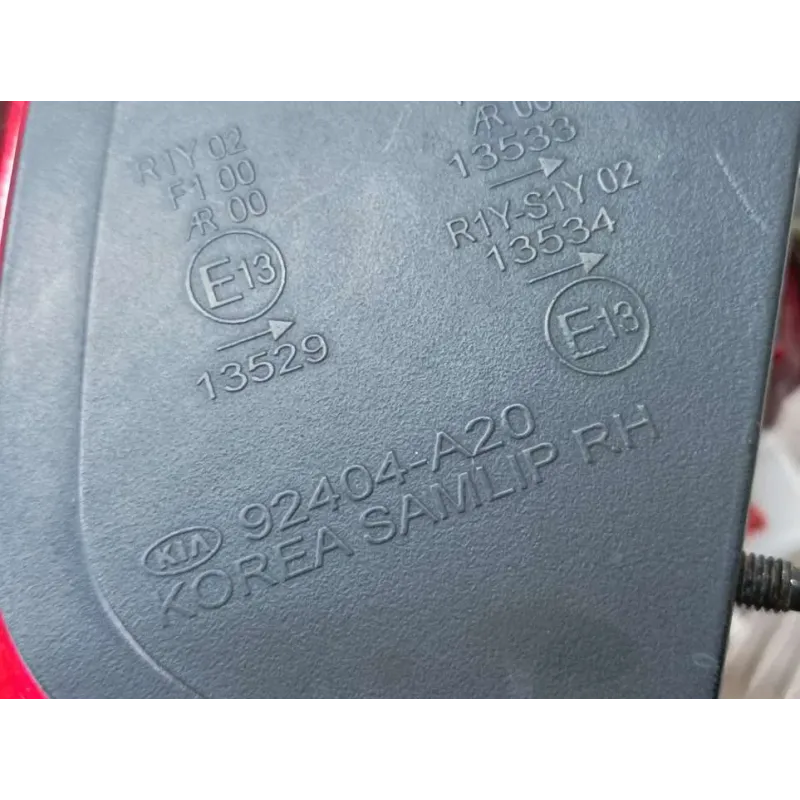 R1Y 02
F1 00
AR 00
E13
13529
AR 00
13533
R1Y-S1Y 02
13534
E13
KIA 92404-A20
KOREA SAMLIP RH